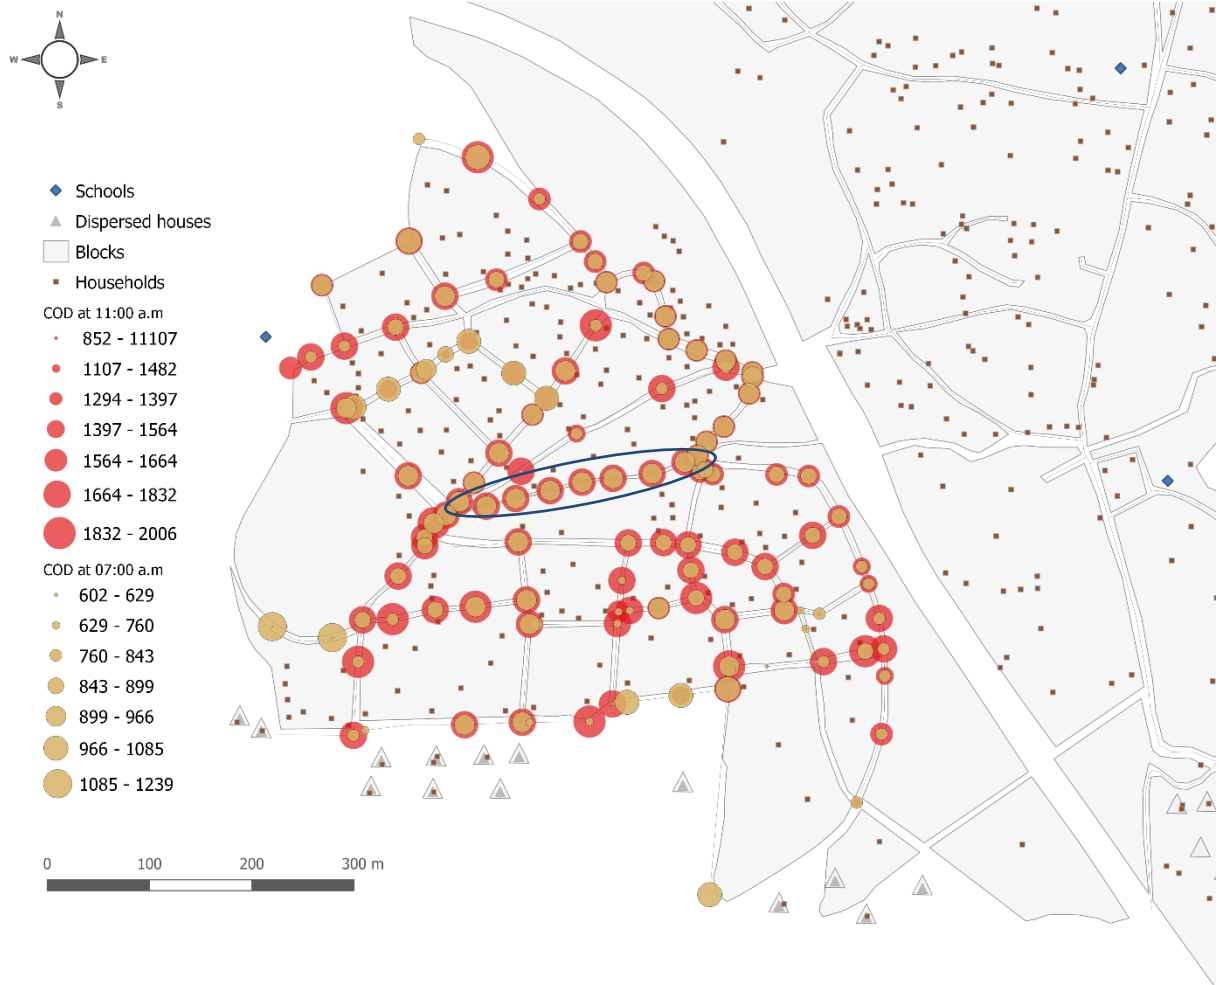 N
W E
S
Schools
Dispersed houses
Blocks
Households
COD at 11:00 a.m
852 - 11107
1107 - 1482
1294 - 1397
1397 - 1564
1564 - 1664
1664 - 1832
1832 - 2006
COD at 07:00 a.m
602 - 629
629 - 760
760 - 843
843 - 899
899 - 966
966 - 1085
1085 - 1239
0 100 200 300 m